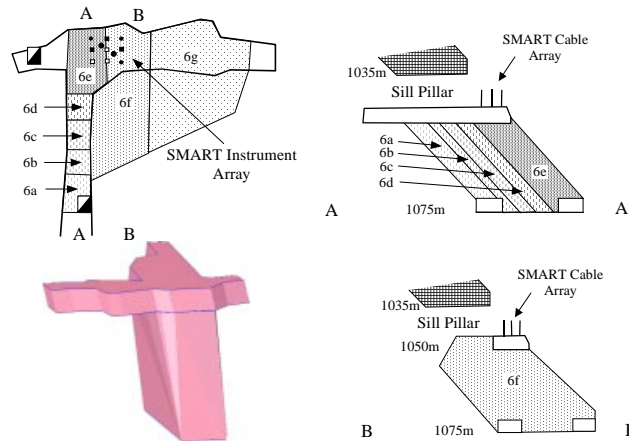 A B
6e
6g
6d
6f
6c
6b
6a
SMART Instrument
Array
A B
1035m
SMART Cable
Array
Sill Pillar
6a
6b
6c
6d
6e
A 1075m A
1035m
SMART Cable
Array
Sill Pillar
1050m
6f
1075m
B